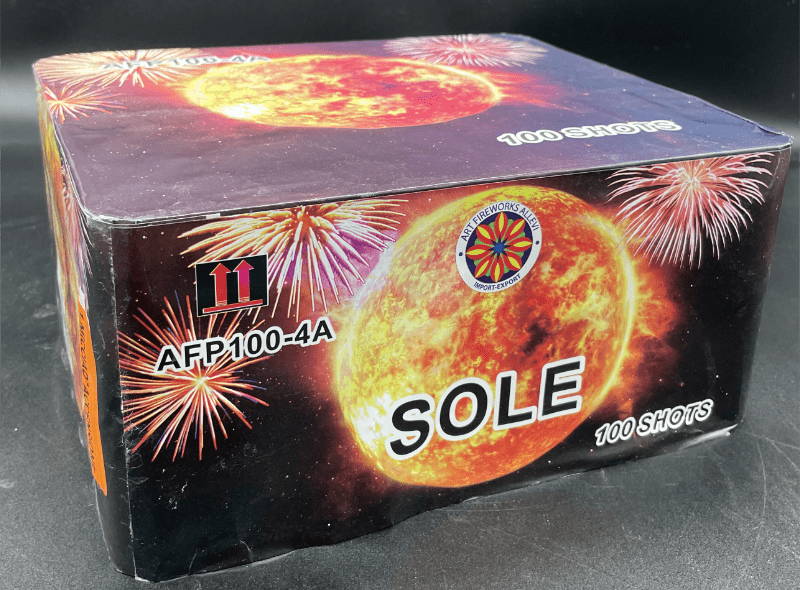 AFP100-4A
100 SHOTS
ART FIREWORKS ALLEVI
IMPORT-EXPORT
AFP100-4A
SOLE
100 SHOTS